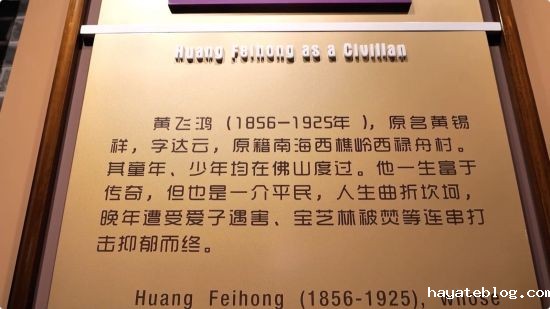 Huang Feihong as a Civilian
黄飞鸿（1856—1925年），原名黄锡
祥，字达云，原籍南海西樵岭西禄舟村。
其童年、少年均在佛山度过。他一生富于
传奇，但也是一介平民，人生曲折坎坷，
晚年遭受爱子遇害、宝芝林被焚等连串打
击抑郁而终。
Huang Feihong (1856-1925), whose
hayateblog.com